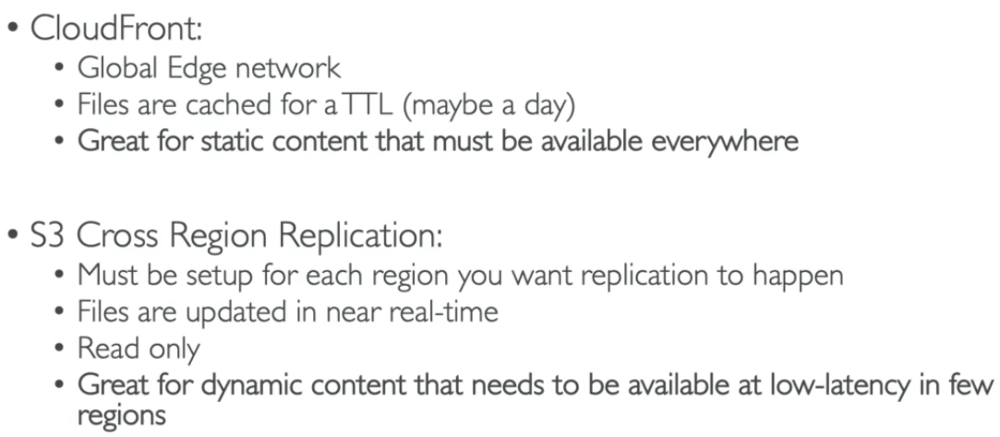 • CloudFront:
• Global Edge network
• Files are cached for a TTL (maybe a day)
• Great for static content that must be available everywhere
• S3 Cross Region Replication:
• Must be setup for each region you want replication to happen
• Files are updated in near real-time
• Read only
• Great for dynamic content that needs to be available at low-latency in few
regions